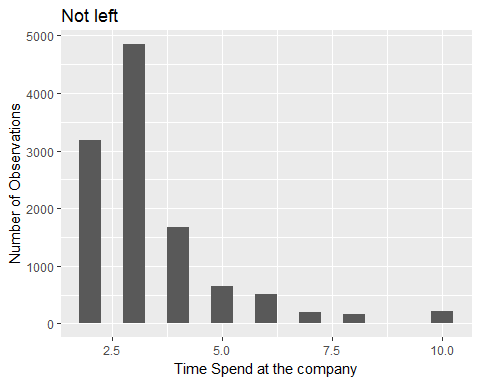 Not left
5000
4000
3000
2000
1000
0
Number of Observations
2.5 5.0 7.5 10.0
Time Spend at the company